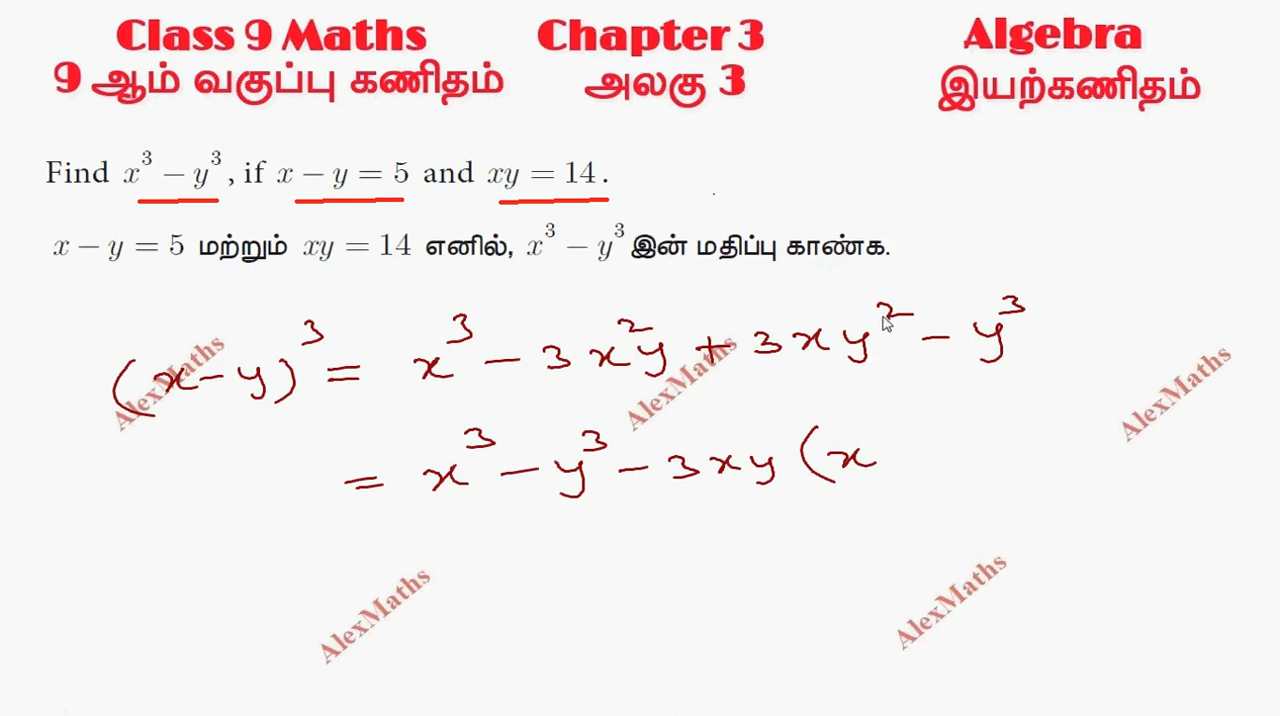 Class 9 Maths Chapter 3 Algebra
9 ஆம் வகுப்பு கணிதம் அலகு 3 இயற்கணிதம்
Find x³ − y³, if x − y = 5 and xy = 14.
x − y = 5 மற்றும் xy = 14 எனில், x³ − y³ இன் மதிப்பு காண்க.
(x − y)³ = x³ − 3x²y + 3xy² − y³
= x³ − y³ − 3xy (x
AlexMaths AlexMaths AlexMaths
AlexMaths AlexMaths